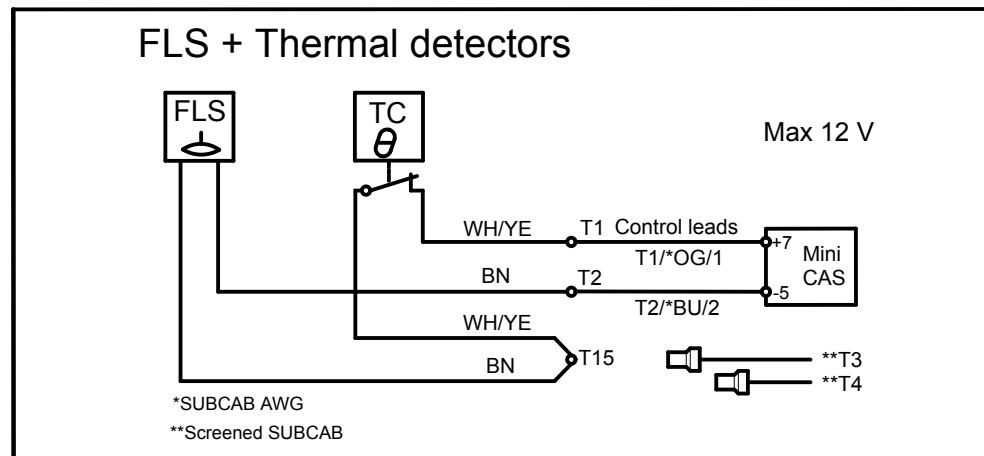 FLS + Thermal detectors
FLS
TC
θ
Max 12 V
WH/YE
T1
Control leads
+7
T1/*OG/1
Mini
CAS
BN
T2
-5
T2/*BU/2
WH/YE
T15
BN
**T3
**T4
*SUBCAB AWG
**Screened SUBCAB